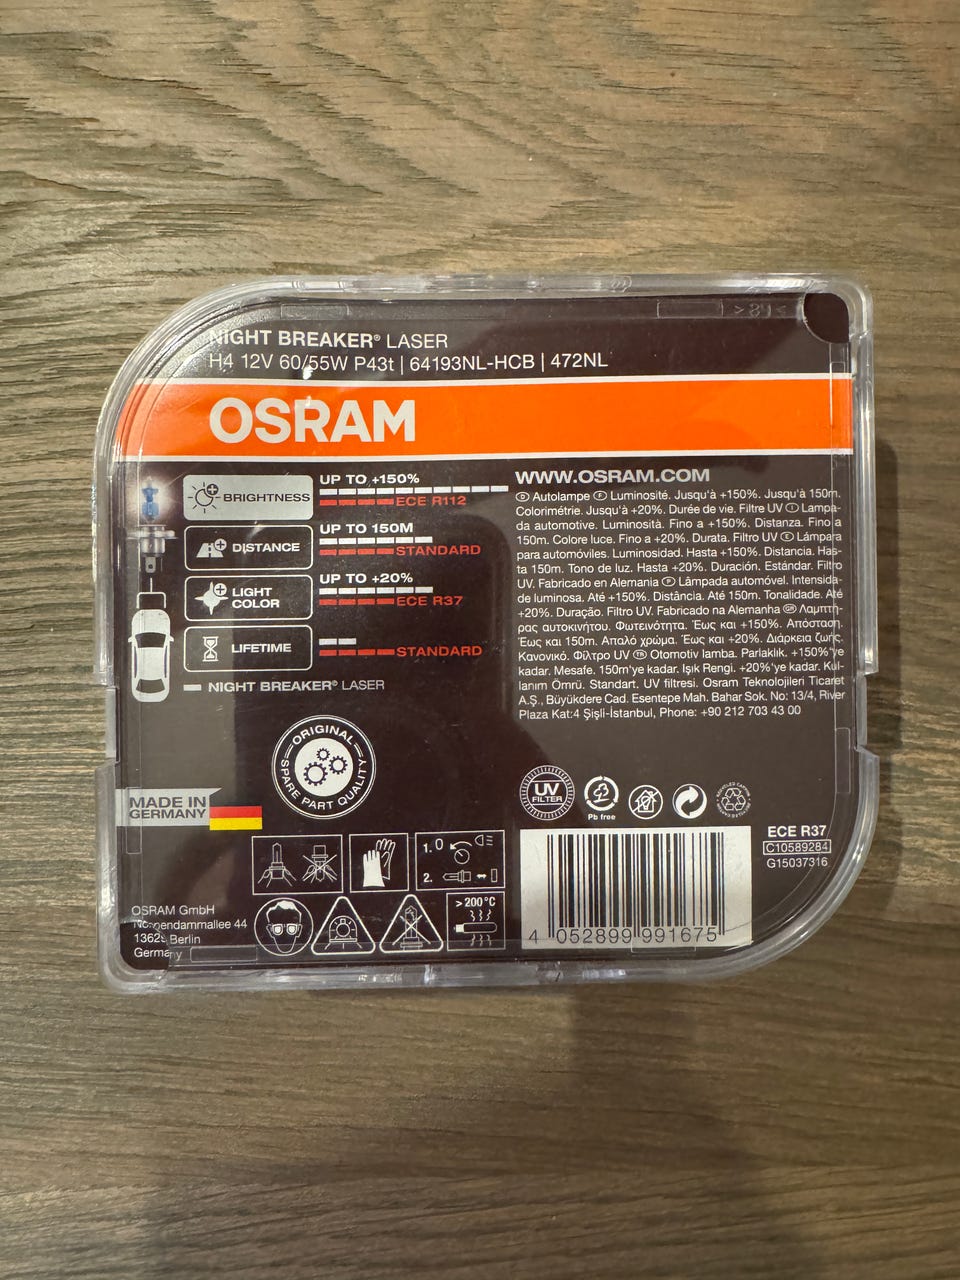 NIGHT BREAKER® LASER
H4 12V 60/55W P43t | 64193NL-HCB | 472NL
OSRAM
BRIGHTNESS
UP TO +150%
ECE R112
DISTANCE
UP TO 150M
STANDARD
LIGHT
COLOR
UP TO +20%
ECE R37
LIFETIME
STANDARD
NIGHT BREAKER® LASER
WWW.OSRAM.COM
Ⓓ Autolampe Ⓕ Luminosité. Jusqu'à +150%. Jusqu'à 150m.
Colorimétrie. Jusqu'à +20%. Durée de vie. Filtre UV Ⓘ Lampa-
da automotive. Luminosità. Fino a +150%. Distanza. Fino a
150m. Colore luce. Fino a +20%. Durata. Filtro UV Ⓔ Lámpara
para automóviles. Luminosidad. Hasta +150%. Distancia. Has-
ta 150m. Tono de luz. Hasta +20%. Duración. Estándar. Filtro
UV. Fabricado en Alemania Ⓟ Lâmpada automóvel. Intensida-
de luminosa. Até +150%. Distância. Até 150m. Tonalidade. Até
+20%. Duração. Filtro UV. Fabricado na Alemanha GR Λαμπτή-
ρας αυτοκινήτου. Φωτεινότητα. Έως και +150%. Απόσταση.
Έως και 150m. Απαλό χρώμα. Έως και +20%. Διάρκεια ζωής.
Κανονικό. Φίλτρο UV TR Otomotiv lamba. Parlaklık. +150%'ye
kadar. Mesafe. 150m'ye kadar. Işık Rengi. +20%'ye kadar. Kul-
lanım Ömrü. Standart. UV filtresi. Osram Teknolojileri Ticaret
A.Ş., Büyükdere Cad. Esentepe Mah. Bahar Sok. No: 13/4, River
Plaza Kat:4 Şişli-İstanbul, Phone: +90 212 703 43 00
ORIGINAL
SPARE PART QUALITY
MADE IN
GERMANY
UV
FILTER
Pb free
ECE R37
C10589284
G15037316
1. 0
2.
> 200°C
OSRAM GmbH
Nonnendammallee 44
13629 Berlin
Germany
4 052899 991675